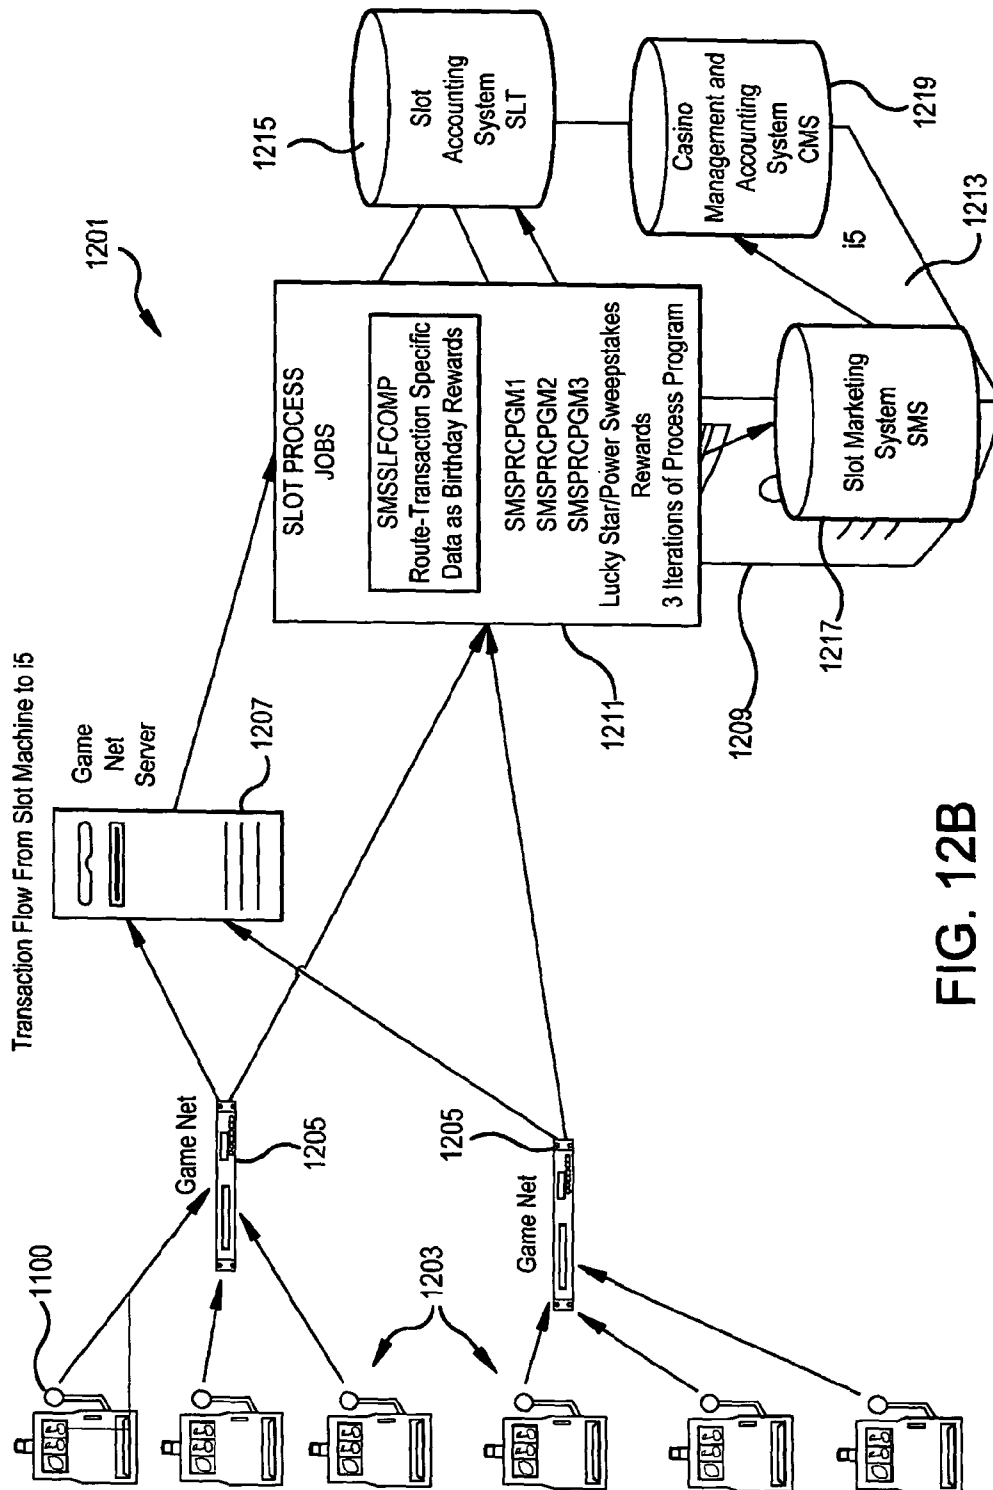 Transaction Flow From Slot Machine to i5
1201
1100
Game Net
1205
1203
Game Net
1205
Game
Net
Server
1207
SLOT PROCESS
JOBS
SMSSLFCOMP
Route-Transaction Specific
Data as Birthday Rewards
SMSPRCPGM1
SMSPRCPGM2
SMSPRCPGM3
Lucky Star/Power Sweepstakes
Rewards
3 Iterations of Process Program
1211
1209
1215
Slot
Accounting
System
SLT
Casino
Management and
Accounting
System
CMS
1219
i5
1213
Slot Marketing
System
SMS
1217
FIG. 12B